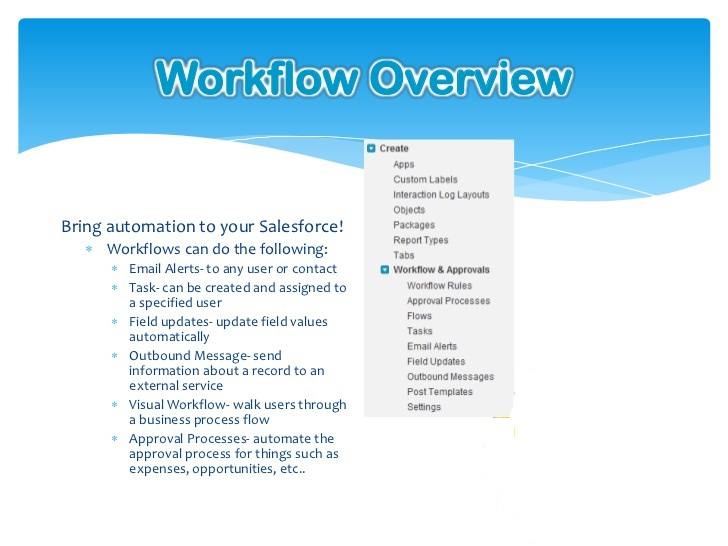 Workflow Overview
Bring automation to your Salesforce!
Workflows can do the following:
Email Alerts- to any user or contact
Task- can be created and assigned to
a specified user
Field updates- update field values
automatically
Outbound Message- send
information about a record to an
external service
Visual Workflow- walk users through
a business process flow
Approval Processes- automate the
approval process for things such as
expenses, opportunities, etc..
Create
Apps
Custom Labels
Interaction Log Layouts
Objects
Packages
Report Types
Tabs
Workflow & Approvals
Workflow Rules
Approval Processes
Flows
Tasks
Email Alerts
Field Updates
Outbound Messages
Post Templates
Settings